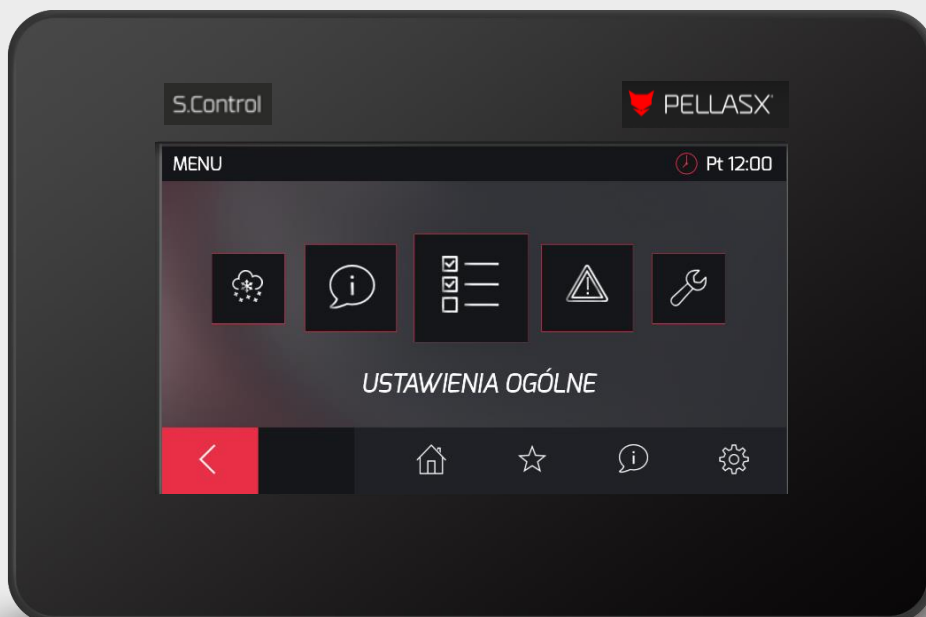 S.Control
PELLASX
MENU
Pt 12:00
USTAWIENIA OGÓLNE